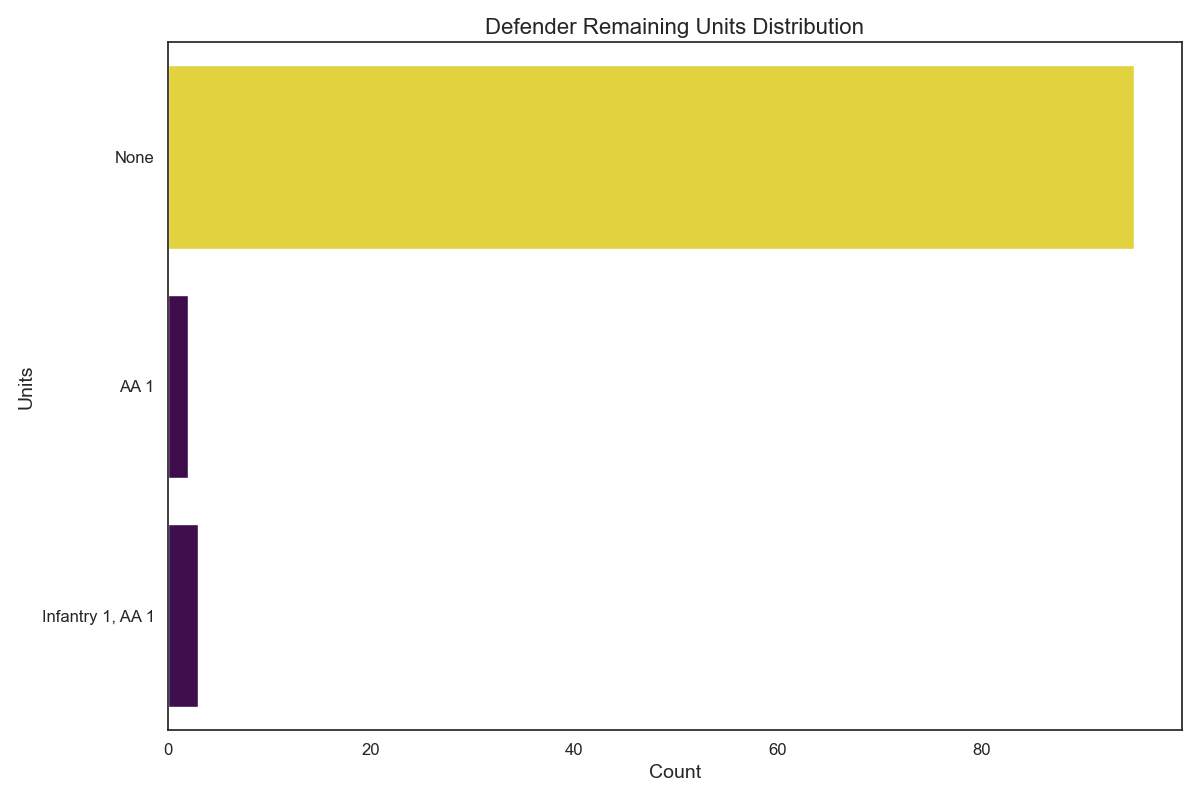 Defender Remaining Units Distribution
None
AA 1
Infantry 1, AA 1
Units
0 20 40 60 80
Count